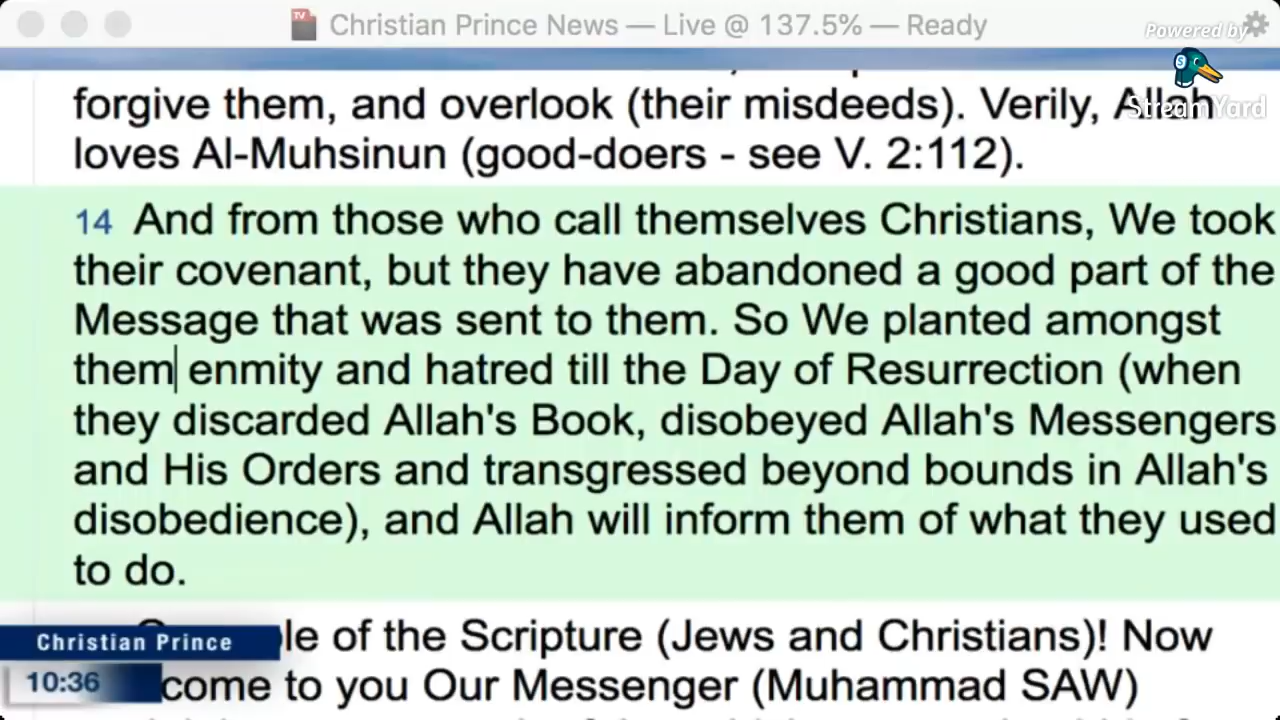 Christian Prince News — Live @ 137.5% — Ready
Powered by
StreamYard
forgive them, and overlook (their misdeeds). Verily, Allah
loves Al-Muhsinun (good-doers - see V. 2:112).
14 And from those who call themselves Christians, We took
their covenant, but they have abandoned a good part of the
Message that was sent to them. So We planted amongst
them enmity and hatred till the Day of Resurrection (when
they discarded Allah's Book, disobeyed Allah's Messengers
and His Orders and transgressed beyond bounds in Allah's
disobedience), and Allah will inform them of what they used
to do.
le of the Scripture (Jews and Christians)! Now
come to you Our Messenger (Muhammad SAW)
Christian Prince
10:36